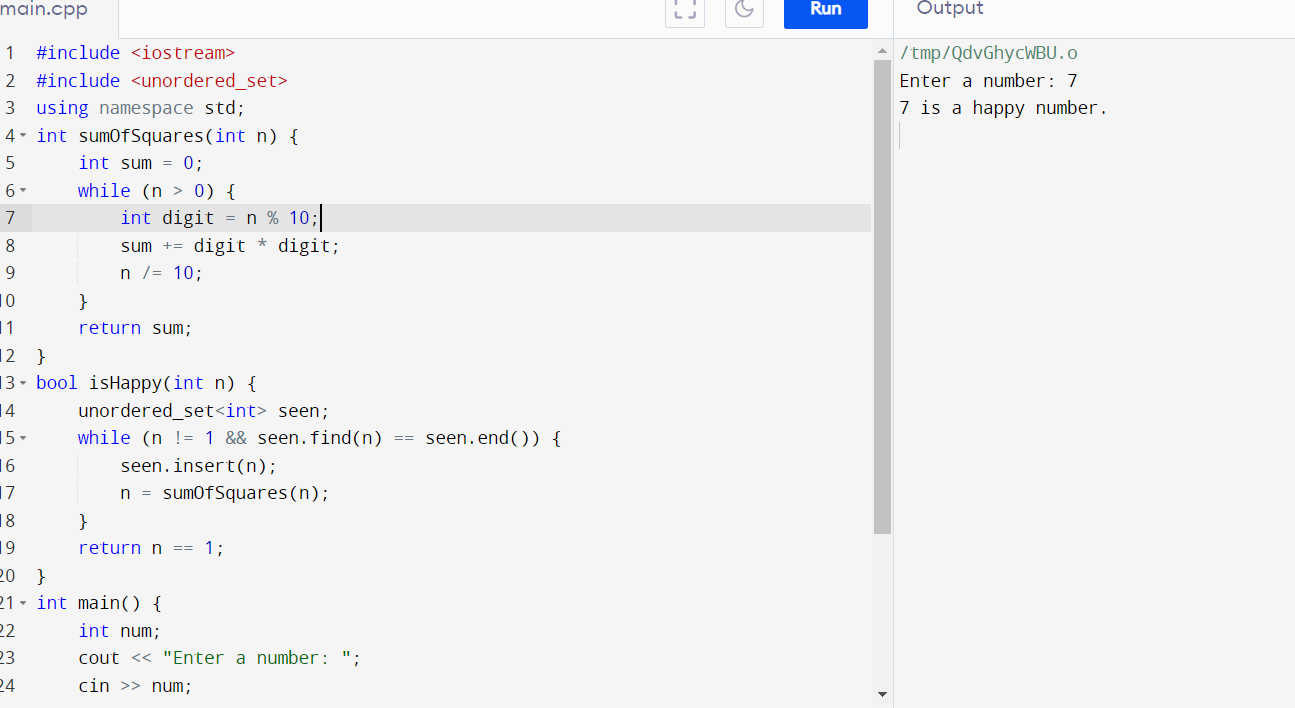 main.cpp
Run
Output
1 #include <iostream>
2 #include <unordered_set>
3 using namespace std;
4 int sumOfSquares(int n) {
5     int sum = 0;
6     while (n > 0) {
7         int digit = n % 10;
8         sum += digit * digit;
9         n /= 10;
10     }
11     return sum;
12 }
13 bool isHappy(int n) {
14     unordered_set<int> seen;
15     while (n != 1 && seen.find(n) == seen.end()) {
16         seen.insert(n);
17         n = sumOfSquares(n);
18     }
19     return n == 1;
20 }
21 int main() {
22     int num;
23     cout << "Enter a number: ";
24     cin >> num;
/tmp/QdvGhycWBU.o
Enter a number: 7
7 is a happy number.